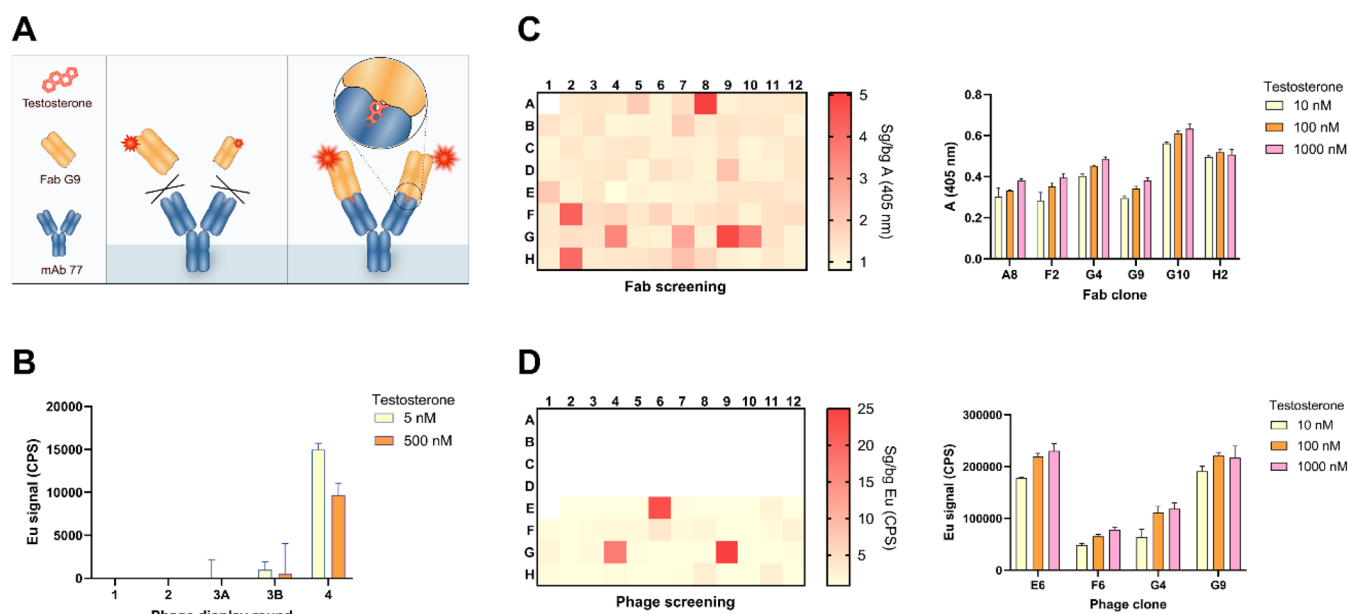 A
Testosterone
Fab G9
mAb 77
B
20000
15000
10000
5000
0
Eu signal (CPS)
1 2 3A 3B 4
Phage display round
Testosterone
5 nM
500 nM
C
1 2 3 4 5 6 7 8 9 10 11 12
A
B
C
D
E
F
G
H
Fab screening
5
4
3
2
1
Sg/bg A (405 nm)
0.8
0.6
0.4
0.2
0.0
A (405 nm)
A8 F2 G4 G9 G10 H2
Fab clone
Testosterone
10 nM
100 nM
1000 nM
D
1 2 3 4 5 6 7 8 9 10 11 12
A
B
C
D
E
F
G
H
Phage screening
25
20
15
10
5
Sg/bg Eu (CPS)
300000
200000
100000
0
Eu signal (CPS)
E6 F6 G4 G9
Phage clone
Testosterone
10 nM
100 nM
1000 nM